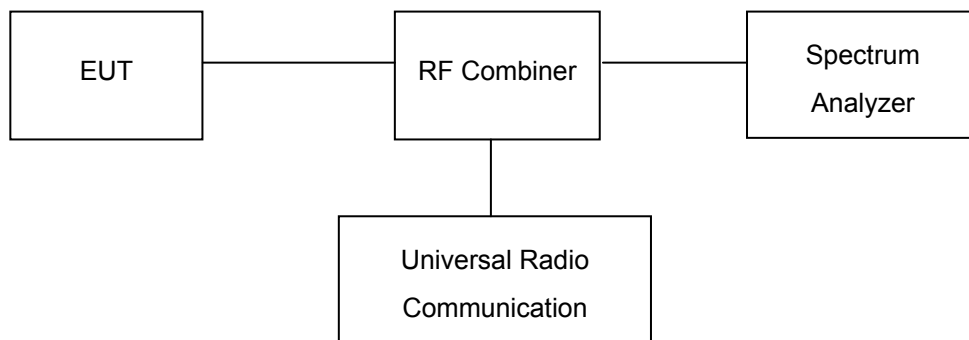 EUT
RF Combiner
Spectrum
Analyzer
Universal Radio
Communication